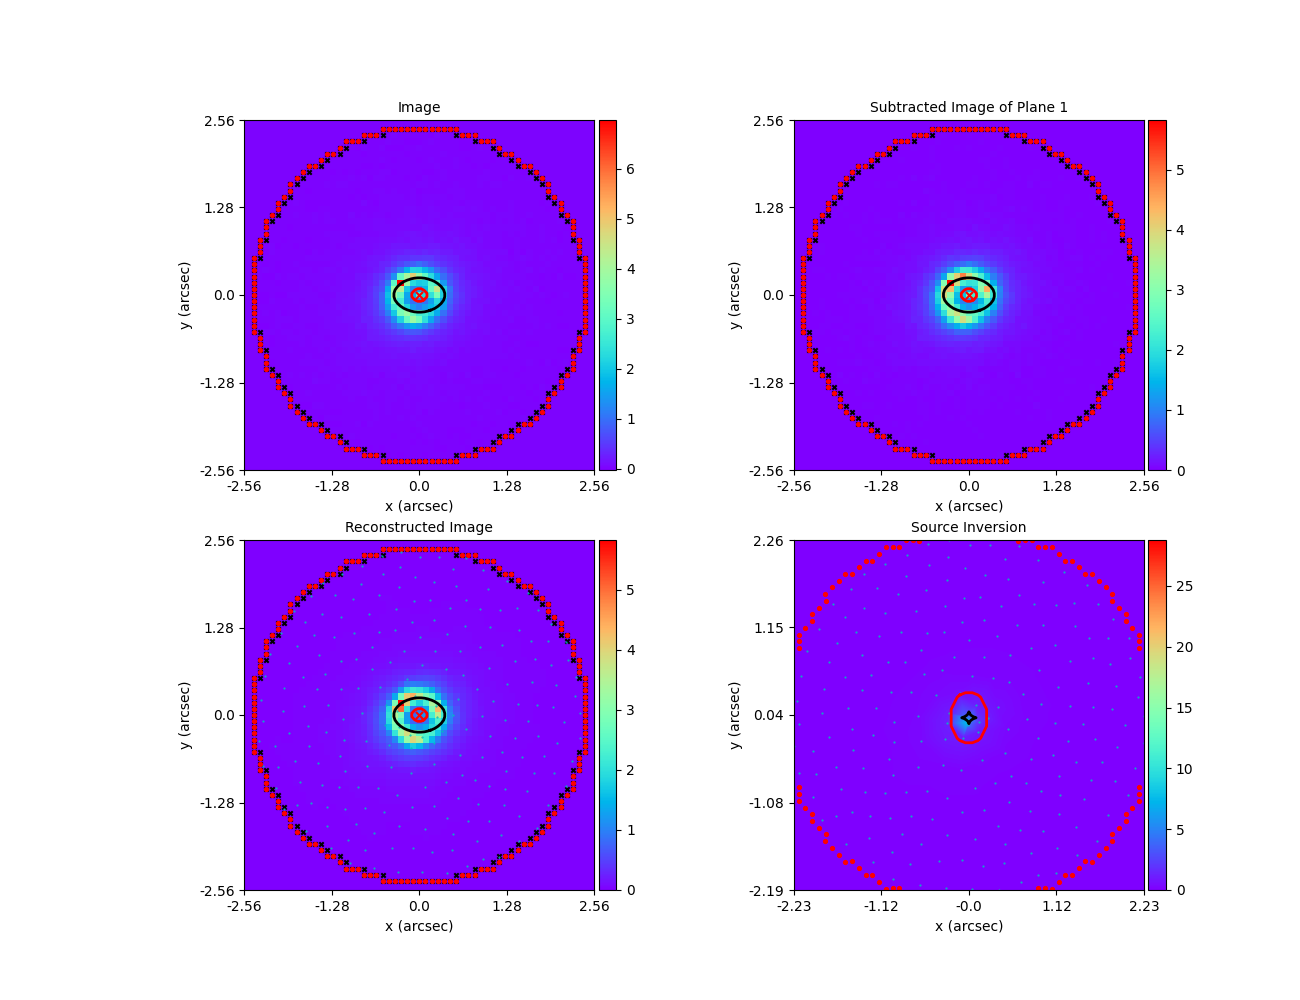 Image
2.56
1.28
0.0
-1.28
-2.56
-2.56 -1.28 0.0 1.28 2.56
x (arcsec)
y (arcsec)
6
5
4
3
2
1
0
Subtracted Image of Plane 1
2.56
1.28
0.0
-1.28
-2.56
-2.56 -1.28 0.0 1.28 2.56
x (arcsec)
y (arcsec)
5
4
3
2
1
0
Reconstructed Image
2.56
1.28
0.0
-1.28
-2.56
-2.56 -1.28 0.0 1.28 2.56
x (arcsec)
y (arcsec)
5
4
3
2
1
0
Source Inversion
2.26
1.15
0.04
-1.08
-2.19
-2.23 -1.12 -0.0 1.12 2.23
x (arcsec)
y (arcsec)
25
20
15
10
5
0